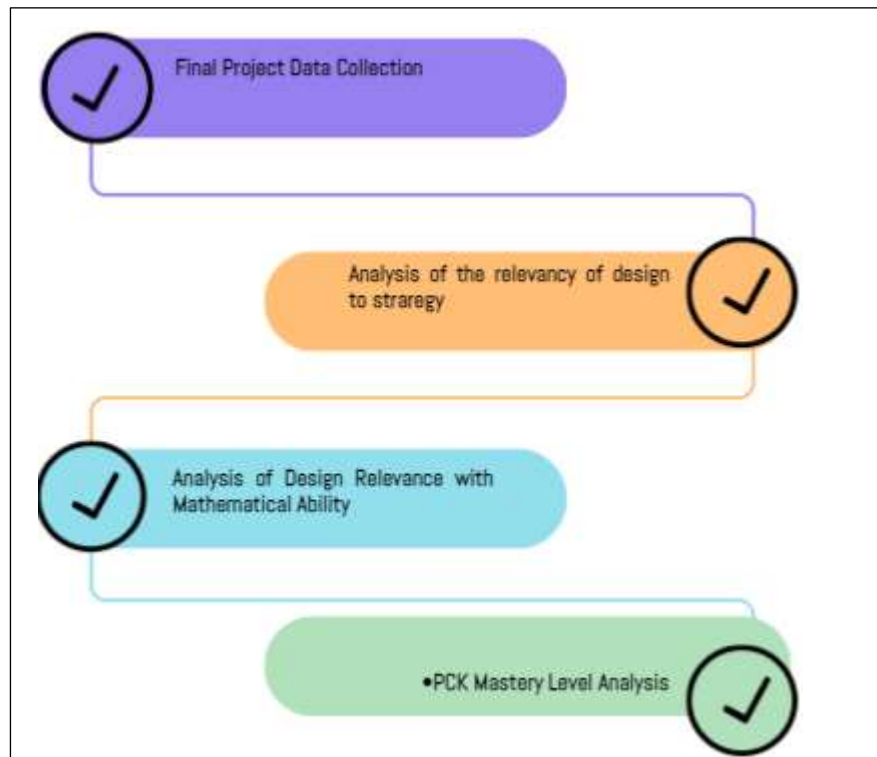 Final Project Data Collection
Analysis of the relevancy of design
to straregy
Analysis of Design Relevance with
Mathematical Ability
•PCK Mastery Level Analysis